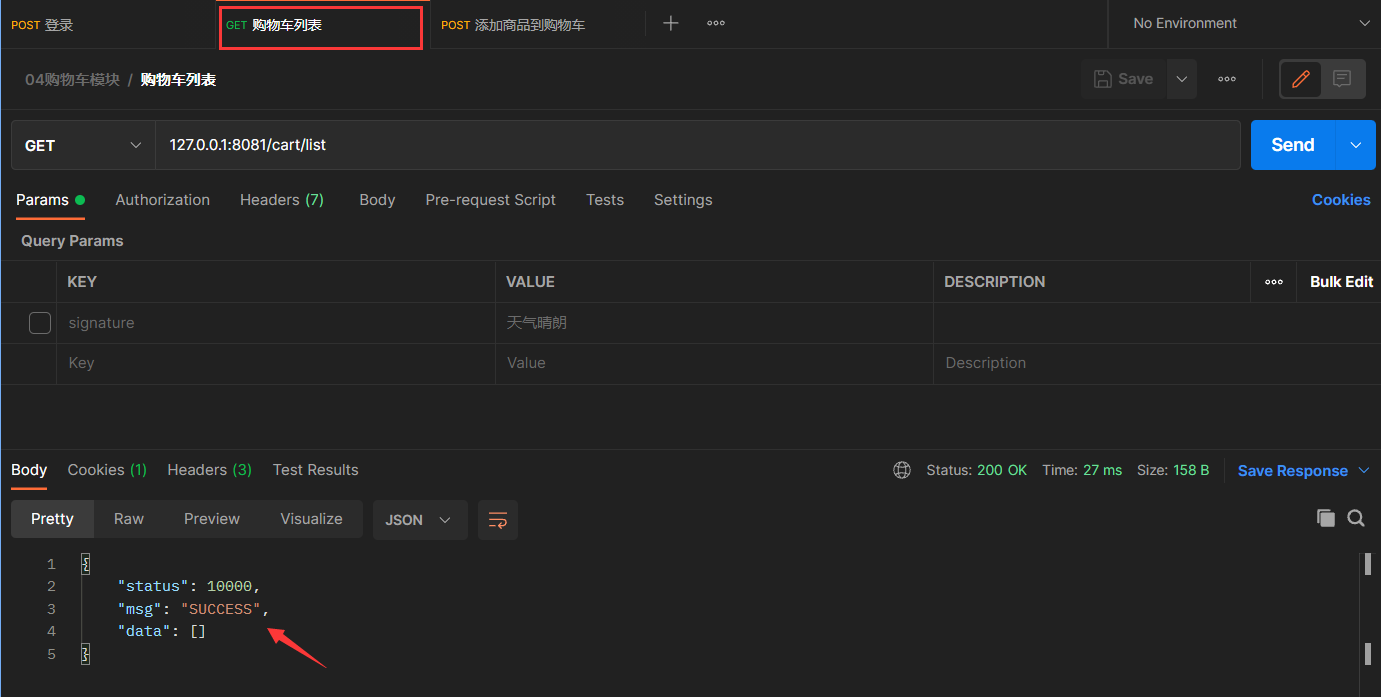 POST 登录 GET 购物车列表 POST 添加商品到购物车 No Environment
04购物车模块 / 购物车列表 Save
GET 127.0.0.1:8081/cart/list Send
Params Authorization Headers (7) Body Pre-request Script Tests Settings Cookies
Query Params
KEY VALUE DESCRIPTION Bulk Edit
signature 天气晴朗
Key Value Description
Body Cookies (1) Headers (3) Test Results Status: 200 OK Time: 27 ms Size: 158 B Save Response
Pretty Raw Preview Visualize JSON
1 {
2 "status": 10000,
3 "msg": "SUCCESS",
4 "data": []
5 }